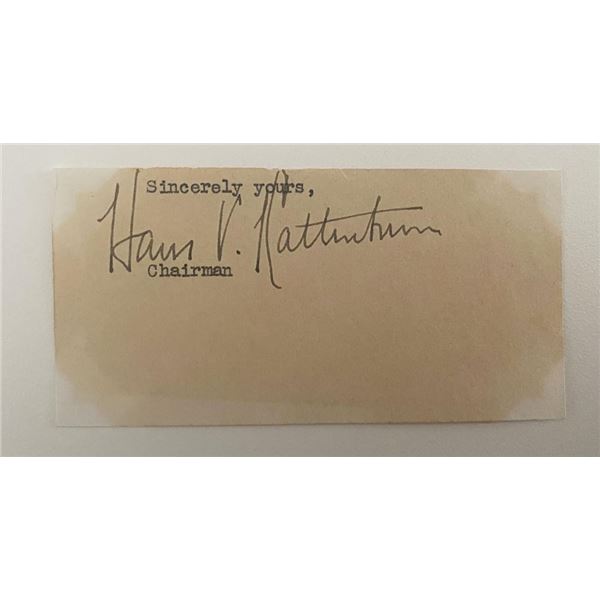 Sincerely yours,
Hans V. Kaltenborn
Chairman